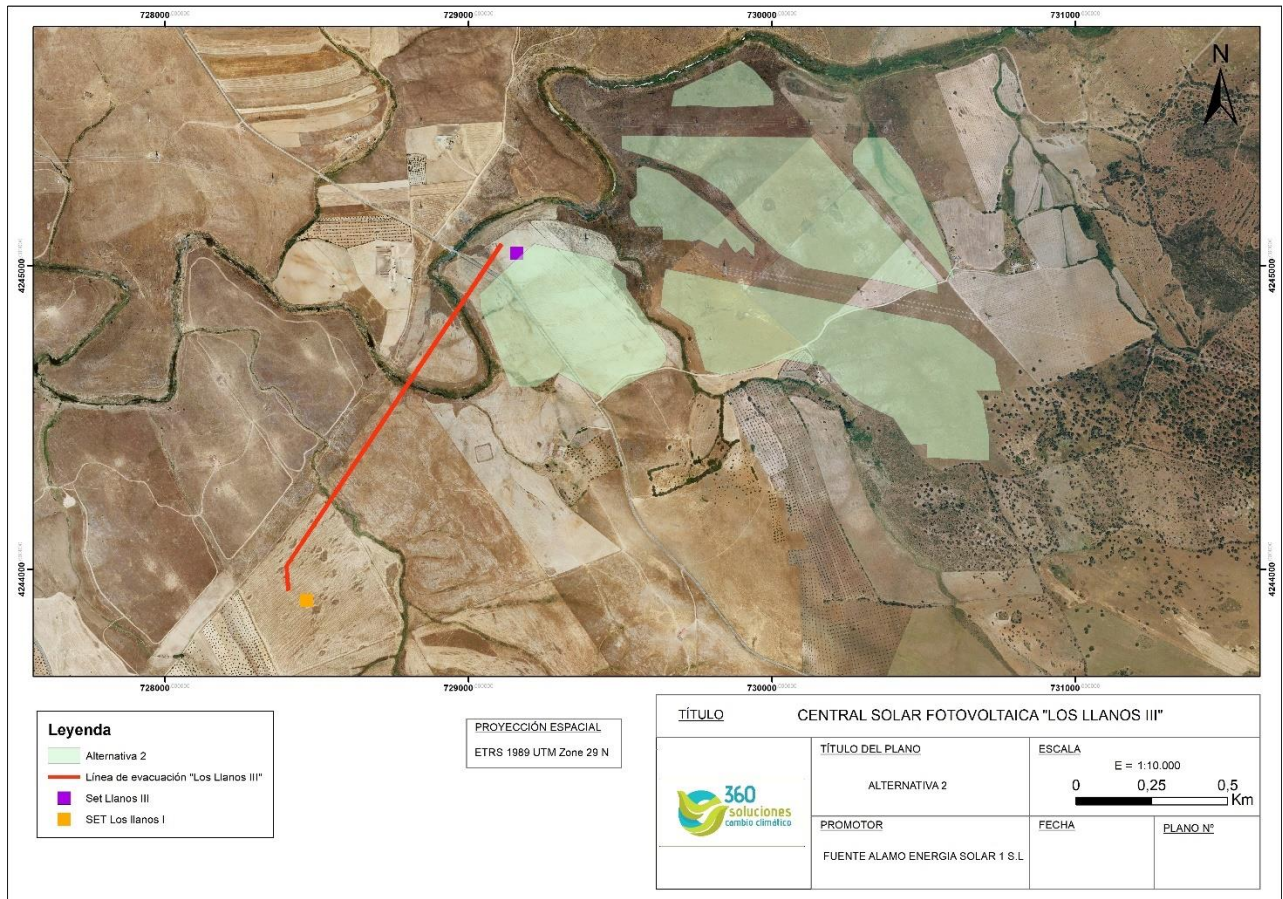 728000
729000
730000
731000
N
4245000
4245000
4244000
4244000
728000
729000
730000
731000
Leyenda
Alternativa 2
Línea de evacuación "Los Llanos III"
Set Llanos III
SET Los llanos I
PROYECCIÓN ESPACIAL
ETRS 1989 UTM Zone 29 N
TÍTULO
CENTRAL SOLAR FOTOVOLTAICA "LOS LLANOS III"
360
soluciones
cambio climático
TÍTULO DEL PLANO
ALTERNATIVA 2
ESCALA
E = 1:10.000
0 0,25 0,5
Km
PROMOTOR
FUENTE ALAMO ENERGIA SOLAR 1 S.L
FECHA
PLANO Nº